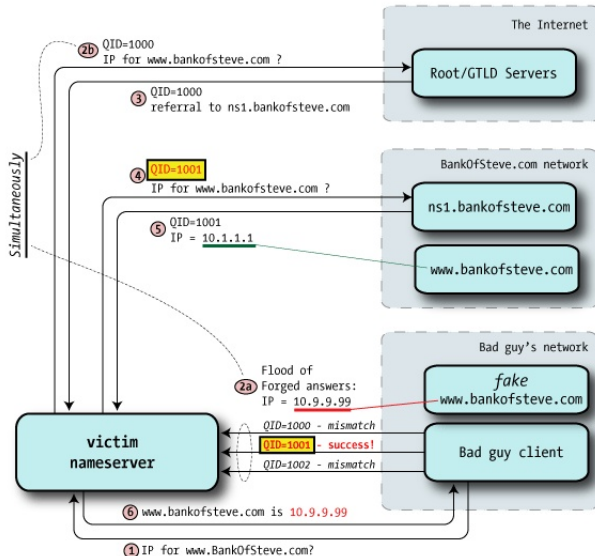 The Internet
2b QID=1000
IP for www.bankofsteve.com ?
Root/GTLD Servers
3 QID=1000
referral to ns1.bankofsteve.com
Simultaneously
BankOfSteve.com network
4 QID=1001
IP for www.bankofsteve.com ?
ns1.bankofsteve.com
5 QID=1001
IP = 10.1.1.1
www.bankofsteve.com
Bad guy's network
2a Flood of
Forged answers:
IP = 10.9.9.99
fake
www.bankofsteve.com
victim
nameserver
QID=1000 - mismatch
QID=1001 - success!
QID=1002 - mismatch
Bad guy client
6 www.bankofsteve.com is 10.9.9.99
1 IP for www.BankOfSteve.com?